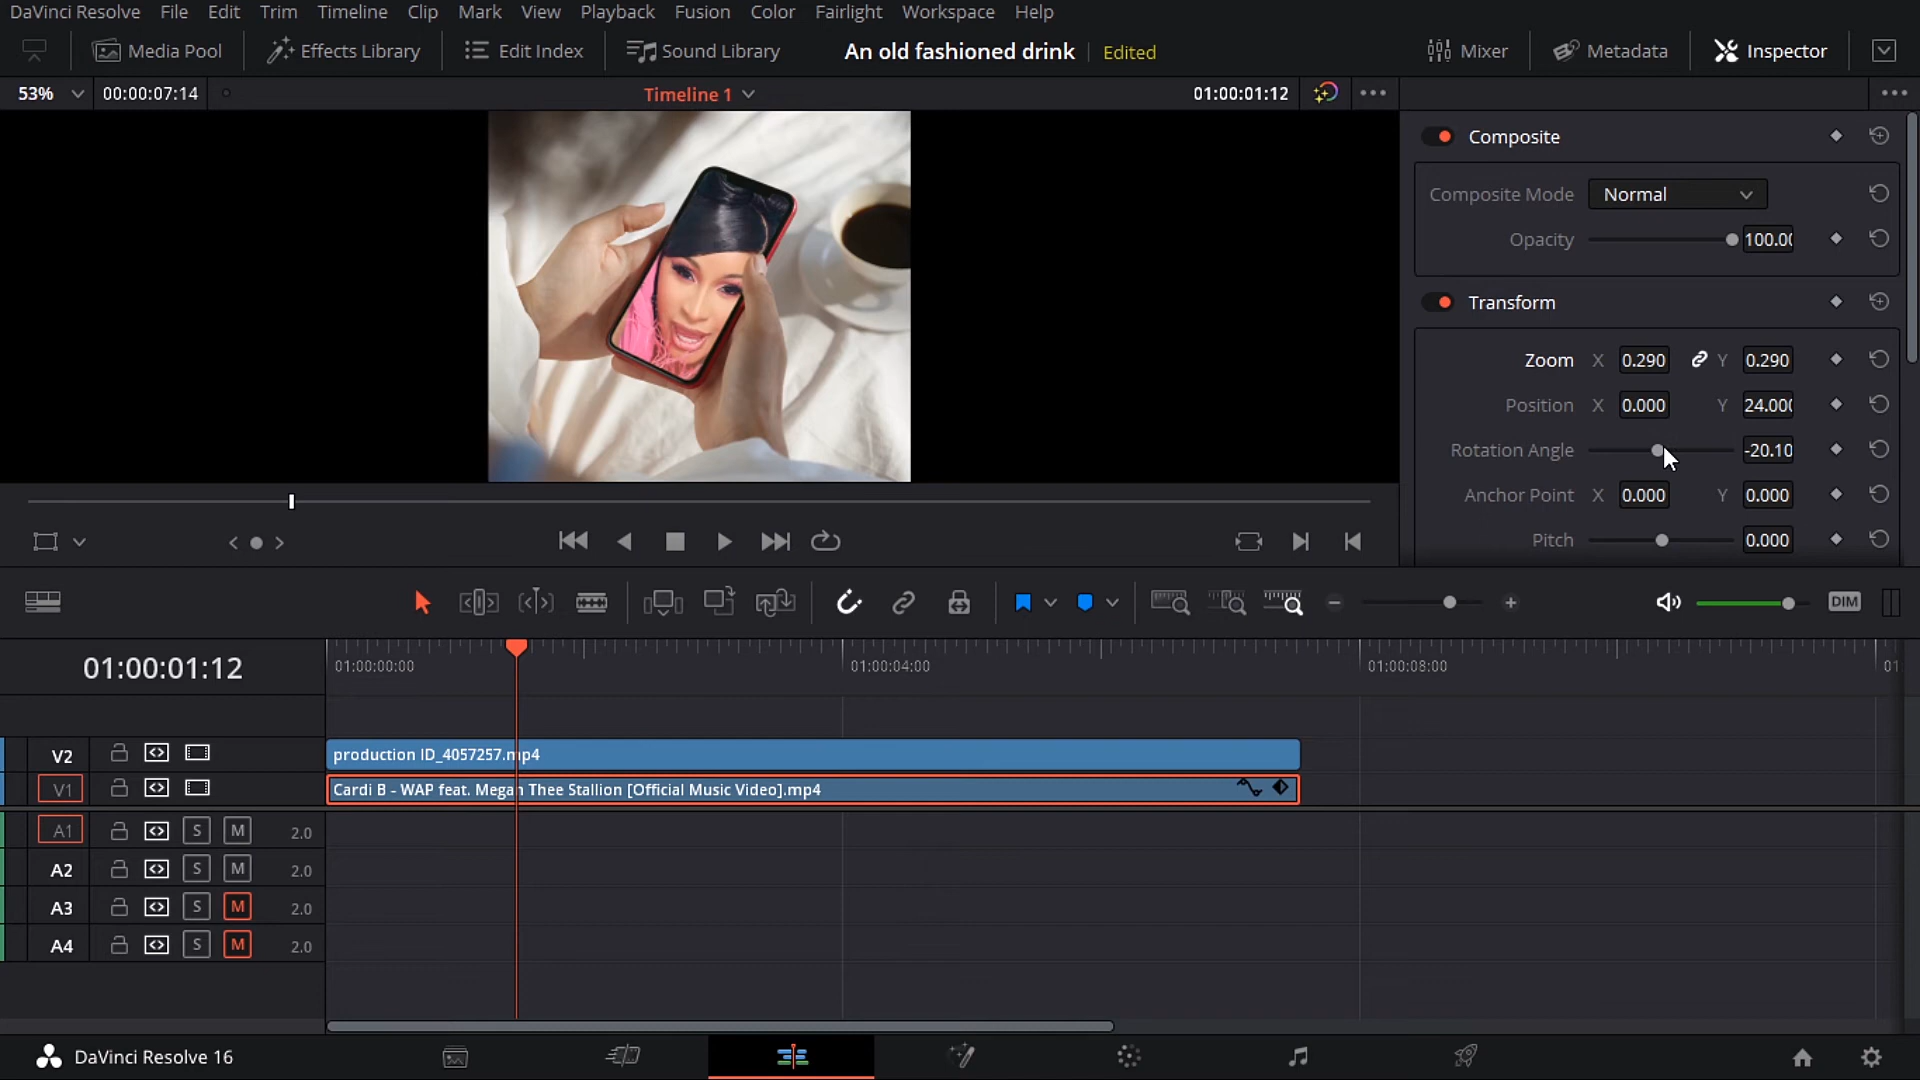 DaVinci Resolve File Edit Trim Timeline Clip Mark View Playback Fusion Color Fairlight Workspace Help
Media Pool Effects Library Edit Index Sound Library An old fashioned drink Edited Mixer Metadata Inspector
53% 00:00:07:14 Timeline 1 01:00:01:12
Composite
Composite Mode Normal
Opacity 100.00
Transform
Zoom X 0.290 Y 0.290
Position X 0.000 Y 24.000
Rotation Angle -20.10
Anchor Point X 0.000 Y 0.000
Pitch 0.000
DIM
01:00:01:12 01:00:00:00 01:00:04:00 01:00:08:00 01
V2 production ID_4057257.mp4
V1 Cardi B - WAP feat. Megan Thee Stallion [Official Music Video].mp4
A1 S M 2.0
A2 S M 2.0
A3 S M 2.0
A4 S M 2.0
DaVinci Resolve 16